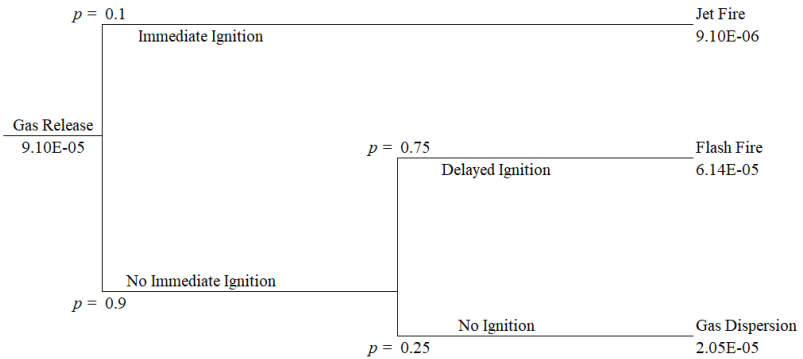 p = 0.1
Jet Fire
Immediate Ignition
9.10E-06
Gas Release
9.10E-05
p = 0.75
Flash Fire
Delayed Ignition
6.14E-05
No Immediate Ignition
p = 0.9
No Ignition
Gas Dispersion
p = 0.25
2.05E-05